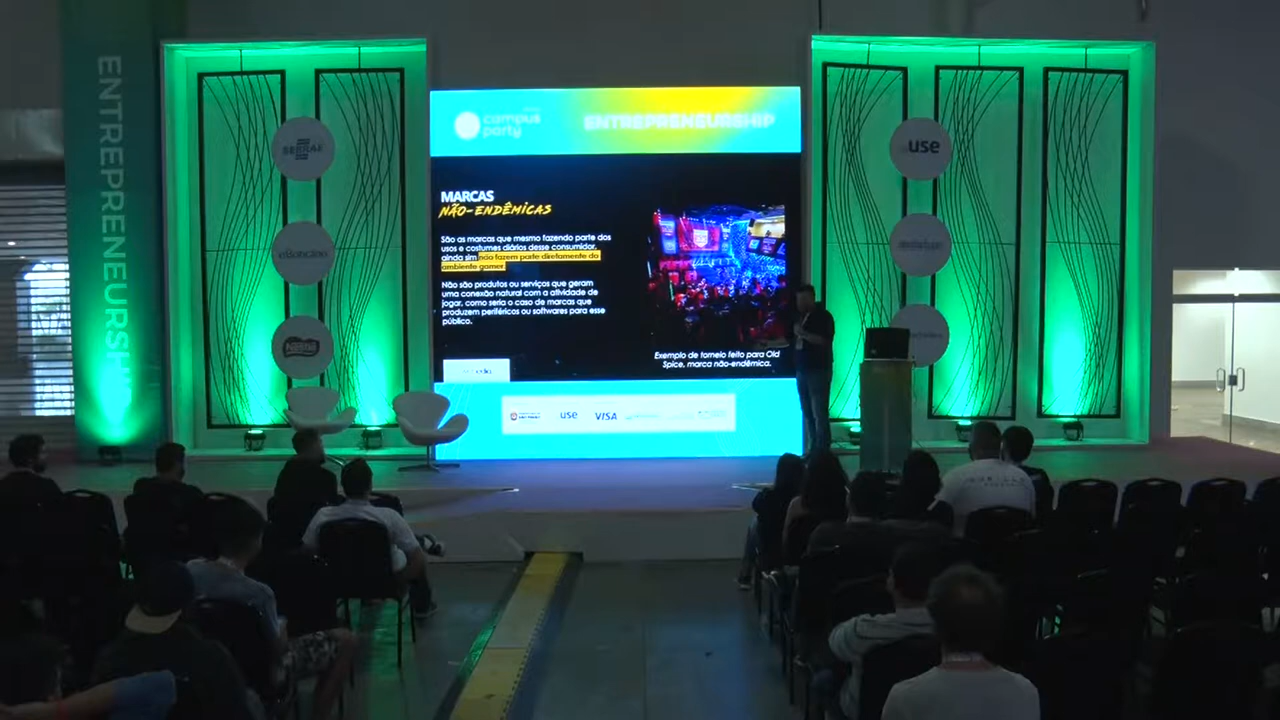 ENTREPRENEURSHIP
SEBRAE
Nestlé
campus
party
ENTREPRENEURSHIP
MARCAS
NÃO-ENDÊMICAS
São as marcas que mesmo fazendo parte dos
usos e costumes diários desse consumidor,
ainda sim não fazem parte diretamente do
ambiente gamer
Não são produtos ou serviços que geram
uma conexão natural com a atividade de
jogar, como seria o caso de marcas que
produzem periféricos ou softwares para esse
público.
Exemplo de torneio feito para Old
Spice, marca não-endêmica.
use
VISA
use